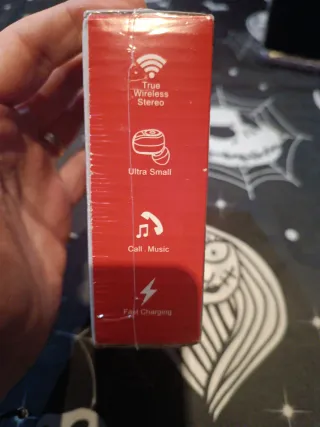 True
Wireless
Stereo
Ultra Small
Call . Music
Fast Charging